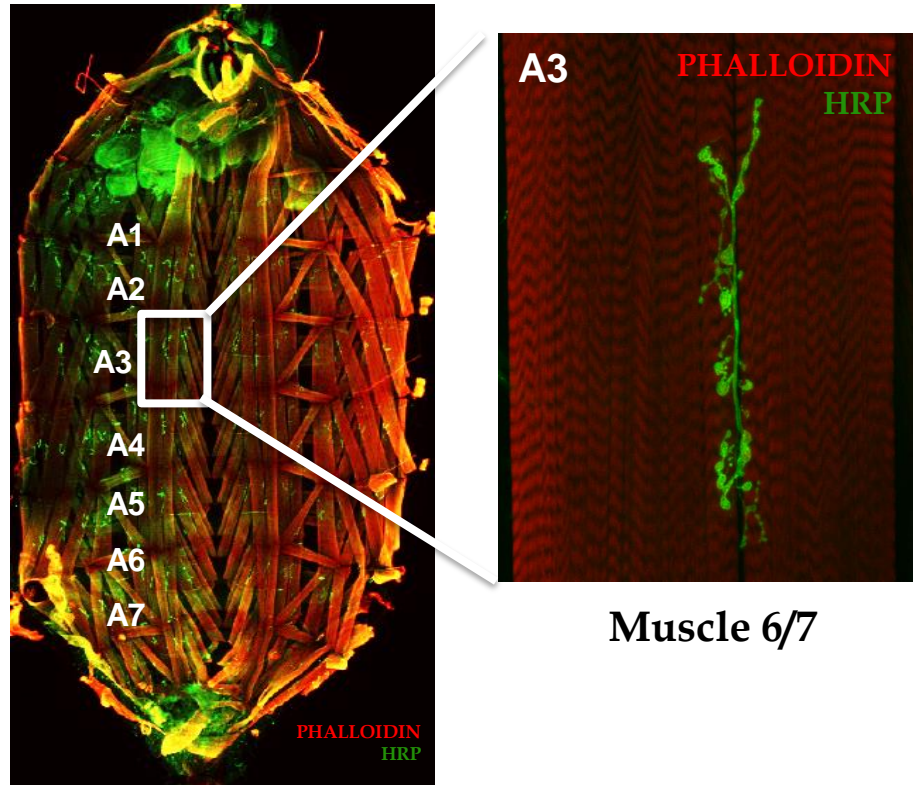 A1
A2
A3
A4
A5
A6
A7
PHALLOIDIN
HRP
A3
PHALLOIDIN
HRP
Muscle 6/7